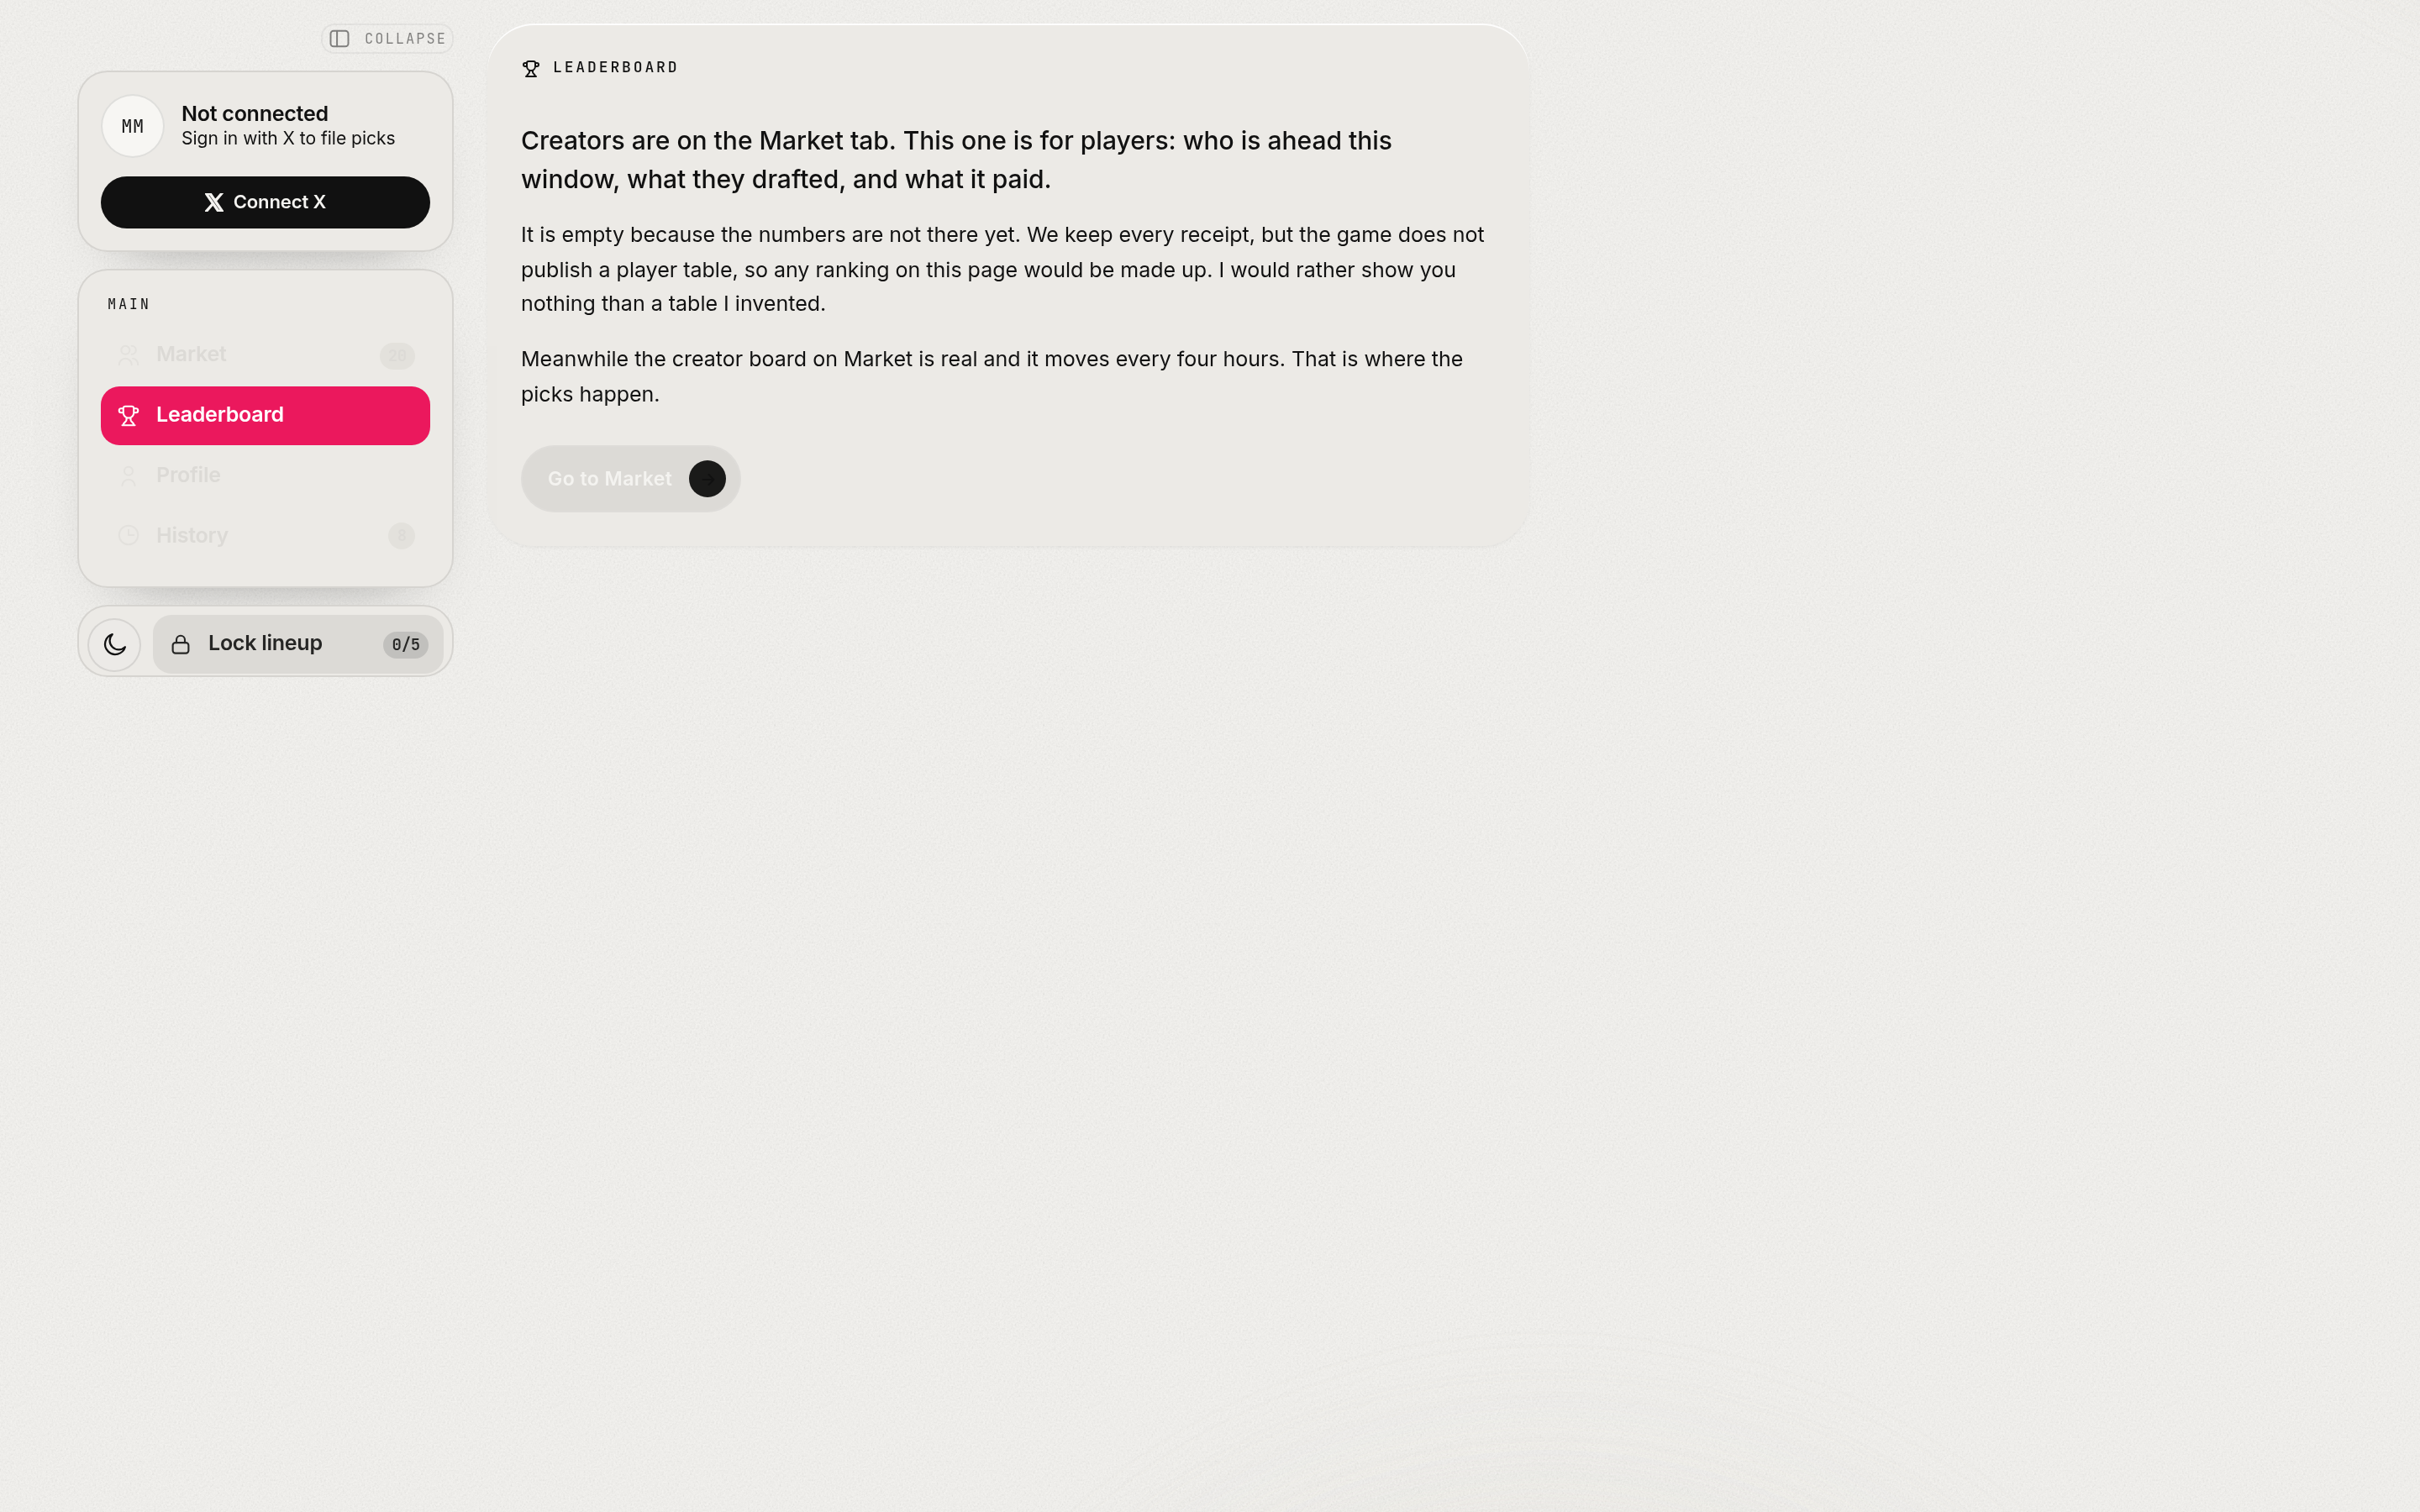 COLLAPSE
MM
Not connected
Sign in with X to file picks
Connect X
MAIN
Market 28
Leaderboard
Profile
History 8
Lock lineup 0/5
LEADERBOARD
Creators are on the Market tab. This one is for players: who is ahead this
window, what they drafted, and what it paid.
It is empty because the numbers are not there yet. We keep every receipt, but the game does not
publish a player table, so any ranking on this page would be made up. I would rather show you
nothing than a table I invented.
Meanwhile the creator board on Market is real and it moves every four hours. That is where the
picks happen.
Go to Market